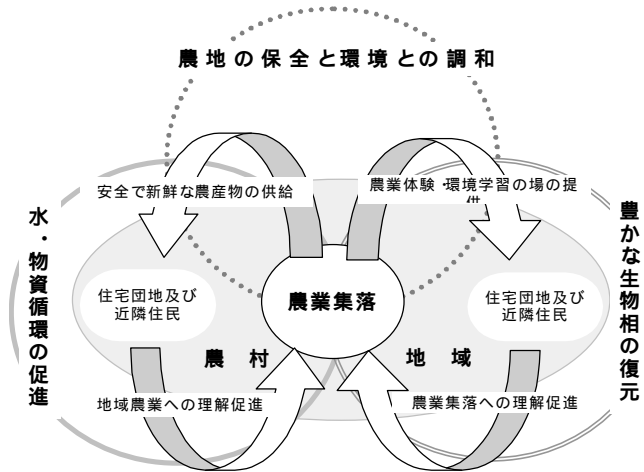 農地の保全と環境との調和
安全で新鮮な農産物の供給
農業体験・環境学習の場の提
供
水・物資循環の促進
豊かな生物相の復元
住宅団地及び
近隣住民
農業集落
住宅団地及び
近隣住民
農村 地域
地域農業への理解促進
農業集落への理解促進